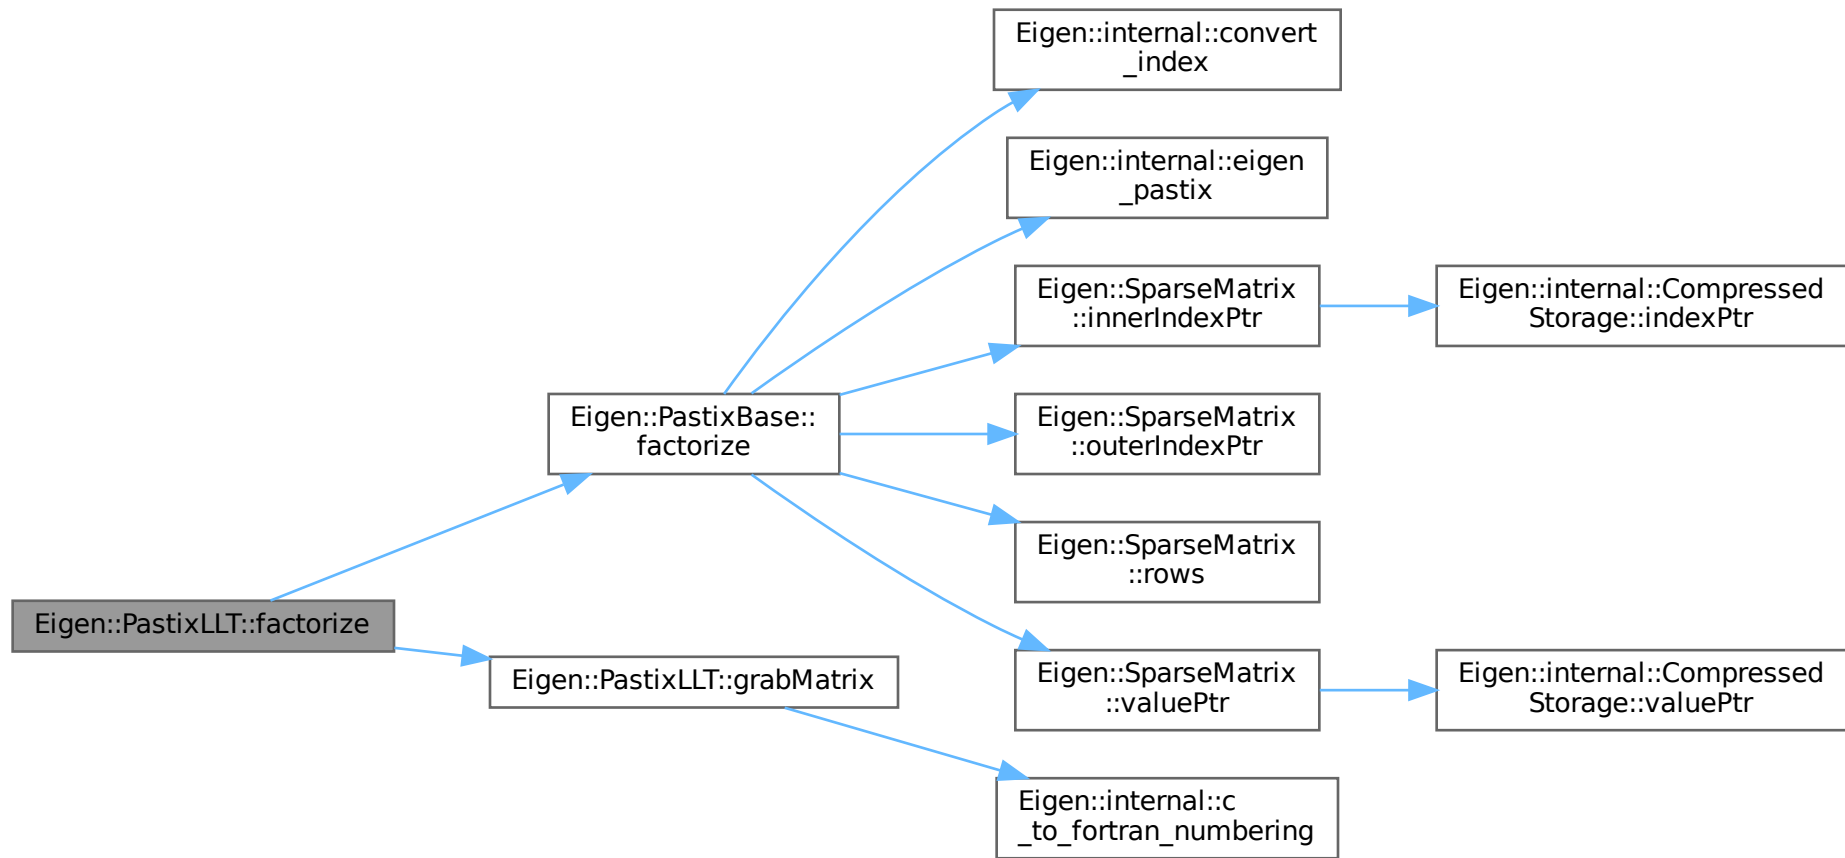 Eigen::internal::convert
_index
Eigen::internal::eigen
_pastix
Eigen::SparseMatrix
::innerIndexPtr
Eigen::internal::Compressed
Storage::indexPtr
Eigen::PastixBase::
factorize
Eigen::SparseMatrix
::outerIndexPtr
Eigen::SparseMatrix
::rows
Eigen::PastixLLT::factorize
Eigen::PastixLLT::grabMatrix
Eigen::SparseMatrix
::valuePtr
Eigen::internal::Compressed
Storage::valuePtr
Eigen::internal::c
_to_fortran_numbering